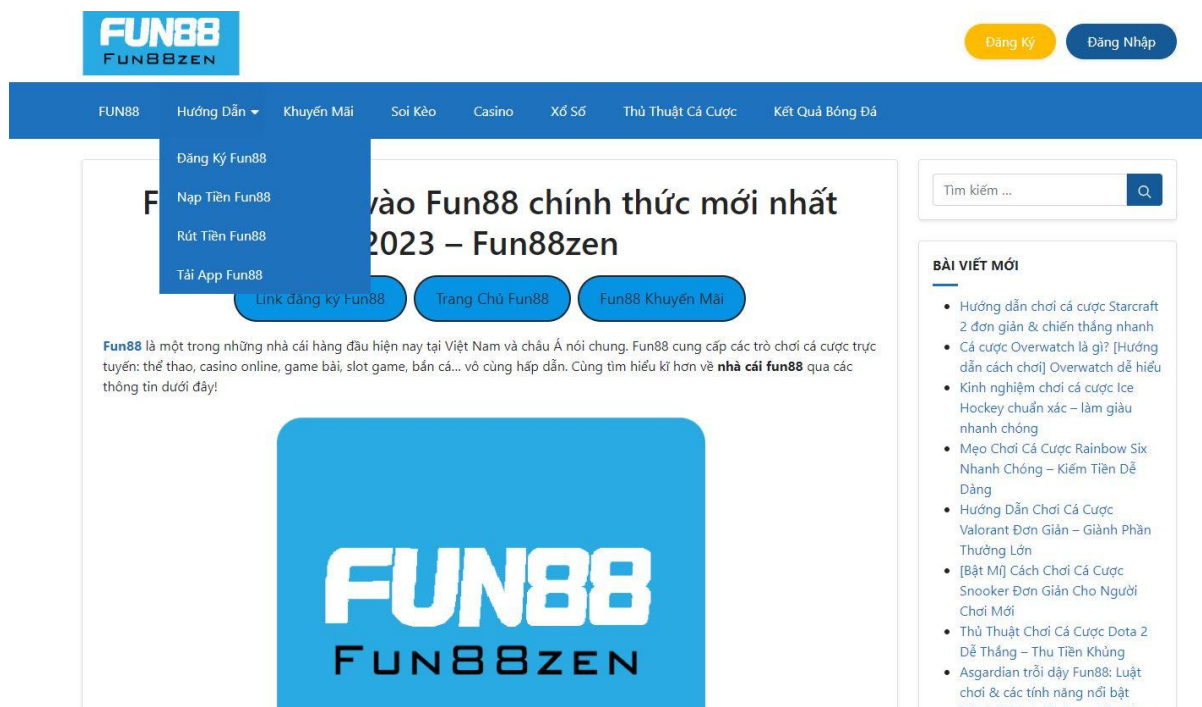 FUN88
FUN88ZEN
Đăng Ký
Đăng Nhập
FUN88
Hướng Dẫn
Khuyến Mãi
Soi Kèo
Casino
Xổ Số
Thủ Thuật Cá Cược
Kết Quả Bóng Đá
Đăng Ký Fun88
Nạp Tiền Fun88
Rút Tiền Fun88
Tải App Fun88
F
vào Fun88 chính thức mới nhất
2023 – Fun88zen
Link đăng ký Fun88
Trang Chủ Fun88
Fun88 Khuyến Mãi
Fun88 là một trong những nhà cái hàng đầu hiện nay tại Việt Nam và châu Á nói chung. Fun88 cung cấp các trò chơi cá cược trực
tuyến: thể thao, casino online, game bài, slot game, bắn cá... vô cùng hấp dẫn. Cùng tìm hiểu kĩ hơn về nhà cái fun88 qua các
thông tin dưới đây!
FUN88
FUN88ZEN
Tìm kiếm ...
BÀI VIẾT MỚI
Hướng dẫn chơi cá cược Starcraft
2 đơn giản & chiến thắng nhanh
Cá cược Overwatch là gì? [Hướng
dẫn cách chơi] Overwatch dễ hiểu
Kinh nghiệm chơi cá cược Ice
Hockey chuẩn xác – làm giàu
nhanh chóng
Mẹo Chơi Cá Cược Rainbow Six
Nhanh Chóng – Kiếm Tiền Dễ
Dàng
Hướng Dẫn Chơi Cá Cược
Valorant Đơn Giản – Giành Phần
Thưởng Lớn
[Bật Mí] Cách Chơi Cá Cược
Snooker Đơn Giản Cho Người
Chơi Mới
Thủ Thuật Chơi Cá Cược Dota 2
Dễ Thắng – Thu Tiền Khủng
Asgardian trỗi dậy Fun88: Luật
chơi & các tính năng nổi bật